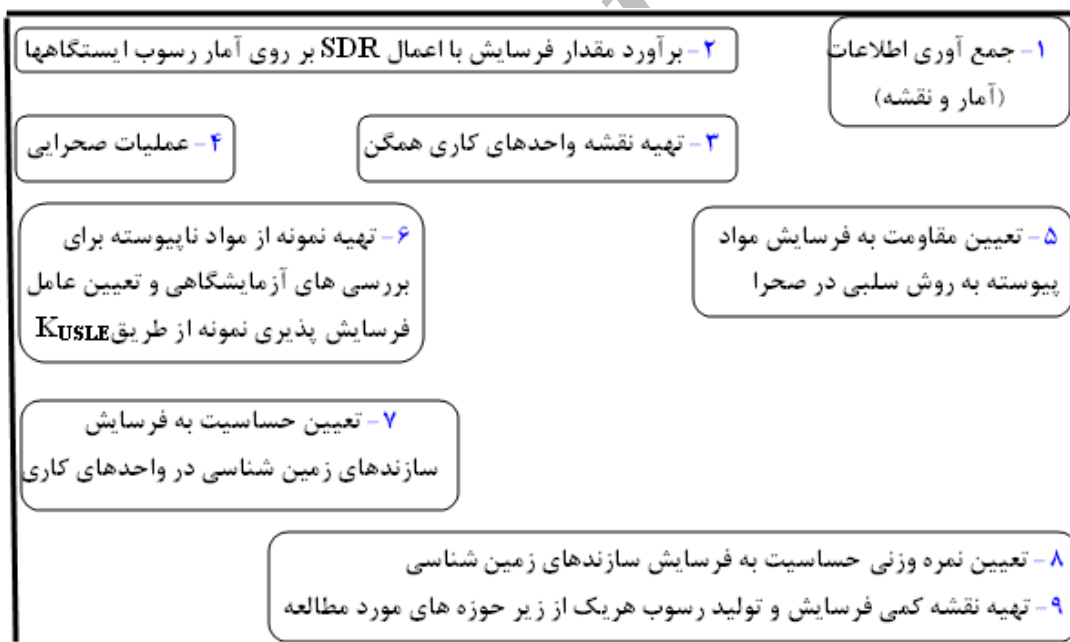 ۱- جمع آوری اطلاعات
(آمار و نقشه)
۲- برآورد مقدار فرسایش با اعمال SDR بر روی آمار رسوب ایستگاهها
۳- تهیه نقشه واحدهای کاری همگن
۴- عملیات صحرایی
۵- تعیین مقاومت به فرسایش مواد
پیوسته به روش سلبی در صحرا
۶- تهیه نمونه از مواد ناپیوسته برای
بررسی های آزمایشگاهی و تعیین عامل
فرسایش پذیری نمونه از طریق KUSLE
۷- تعیین حساسیت به فرسایش
سازندهای زمین شناسی در واحدهای کاری
۸- تعیین نمره وزنی حساسیت به فرسایش سازندهای زمین شناسی
۹- تهیه نقشه کمی فرسایش و تولید رسوب هریک از زیر حوزه های مورد مطالعه